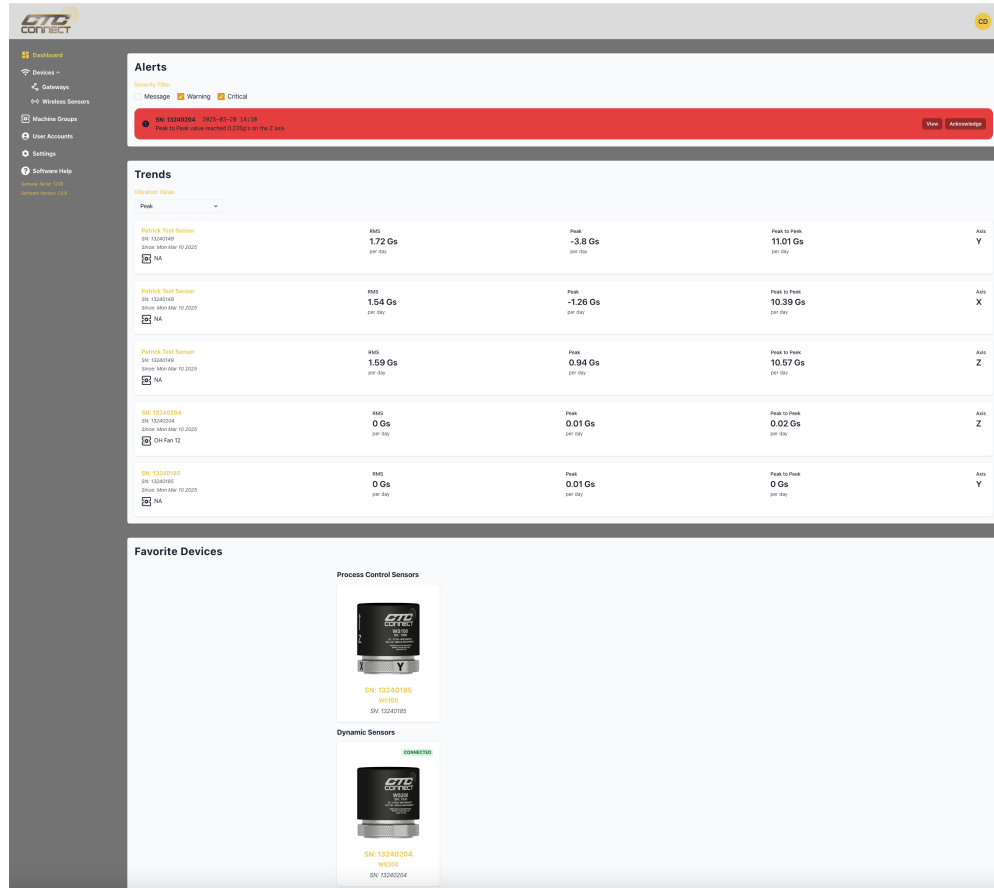 CTC
CONNECT
CD
Dashboard
Devices
Gateways
Wireless Sensors
Machine Groups
User Accounts
Settings
Software Help
Alerts
Severity Filter
Message Warning Critical
SN: 13240204 2025-03-20 14:10
Peak to Peak value reached 0.035g's on the Z axis
View Acknowledge
Trends
Vibration Value
Peak
Patrick Test Sensor
SN: 13240149
Since: Mon Mar 10 2025
NA
RMS
1.72 Gs
per day
Peak
-3.8 Gs
per day
Peak to Peek
11.01 Gs
per day
Axis
Y
Patrick Test Sensor
SN: 13240149
Since: Mon Mar 10 2025
NA
RMS
1.54 Gs
per day
Peak
-1.26 Gs
per day
Peak to Peek
10.39 Gs
per day
Axis
X
Patrick Test Sensor
SN: 13240149
Since: Mon Mar 10 2025
NA
RMS
1.59 Gs
per day
Peak
0.94 Gs
per day
Peak to Peek
10.57 Gs
per day
Axis
Z
SN: 13240204
SN: 13240204
Since: Mon Mar 10 2025
OH Fan 12
RMS
0 Gs
per day
Peak
0.01 Gs
per day
Peak to Peek
0.02 Gs
per day
Axis
Z
SN: 13240185
SN: 13240185
Since: Mon Mar 10 2025
NA
RMS
0 Gs
per day
Peak
0.01 Gs
per day
Peak to Peek
0 Gs
per day
Axis
Y
Favorite Devices
Process Control Sensors
CTC
CONNECT
WS100
Z
X Y
SN: 13240185
WS100
SN: 13240185
Dynamic Sensors
CONNECTED
CTC
CONNECT
WS200
SN: 13240204
WS200
SN: 13240204